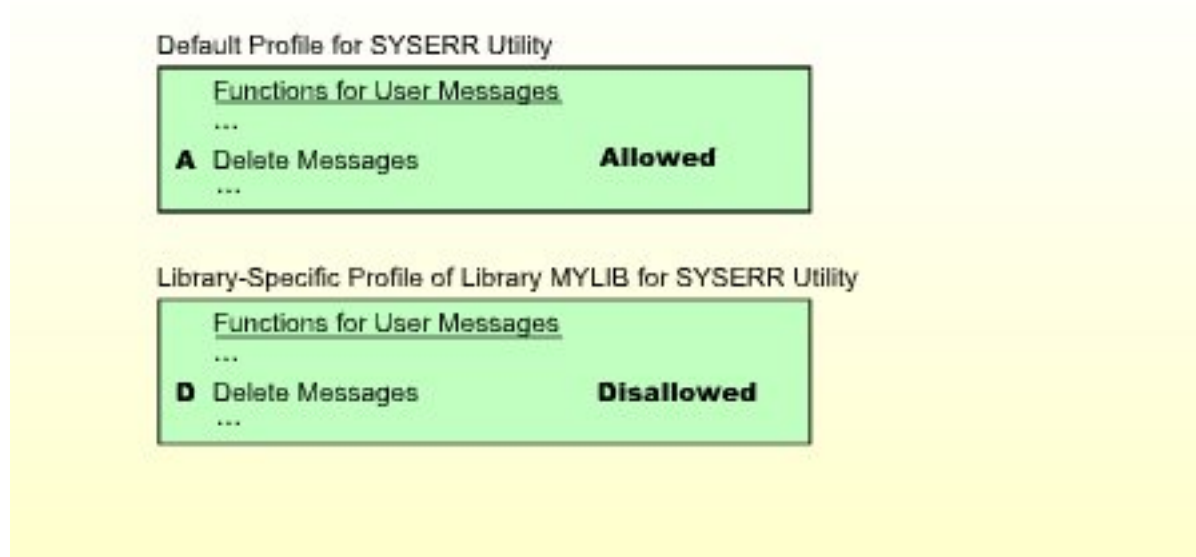 Default Profile for SYSERR Utility
Functions for User Messages
...
A Delete Messages Allowed
...
Library-Specific Profile of Library MYLIB for SYSERR Utility
Functions for User Messages
...
D Delete Messages Disallowed
...